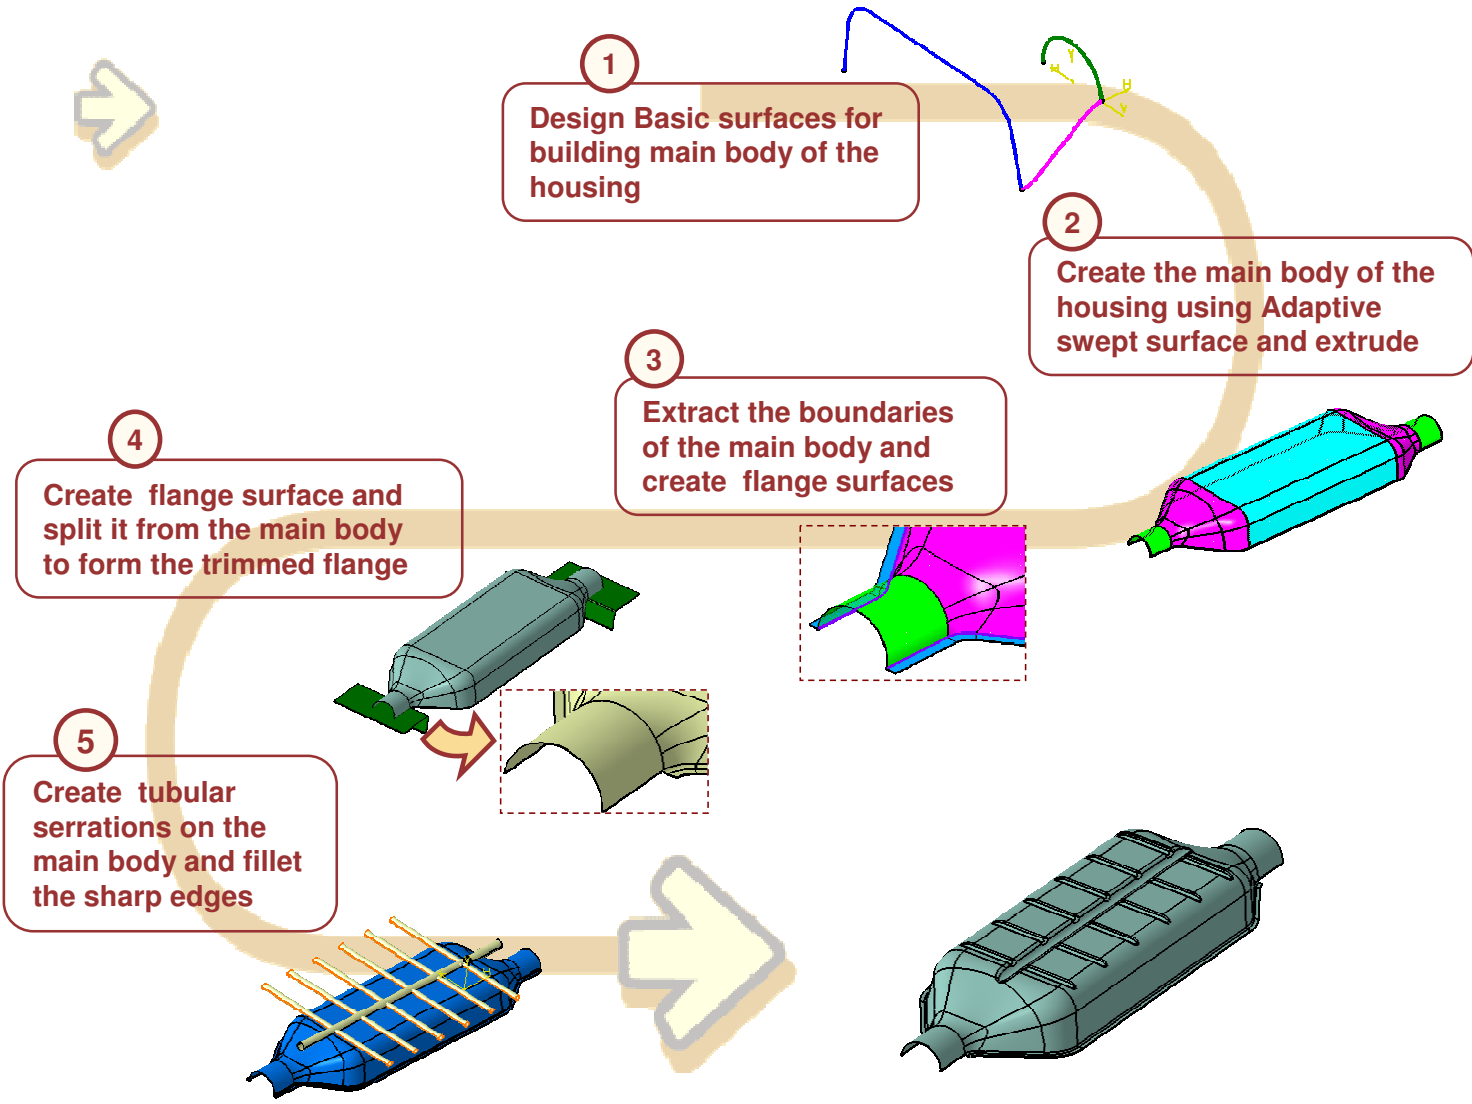 1
Design Basic surfaces for
building main body of the
housing
2
Create the main body of the
housing using Adaptive
swept surface and extrude
3
Extract the boundaries
of the main body and
create flange surfaces
4
Create flange surface and
split it from the main body
to form the trimmed flange
5
Create tubular
serrations on the
main body and fillet
the sharp edges